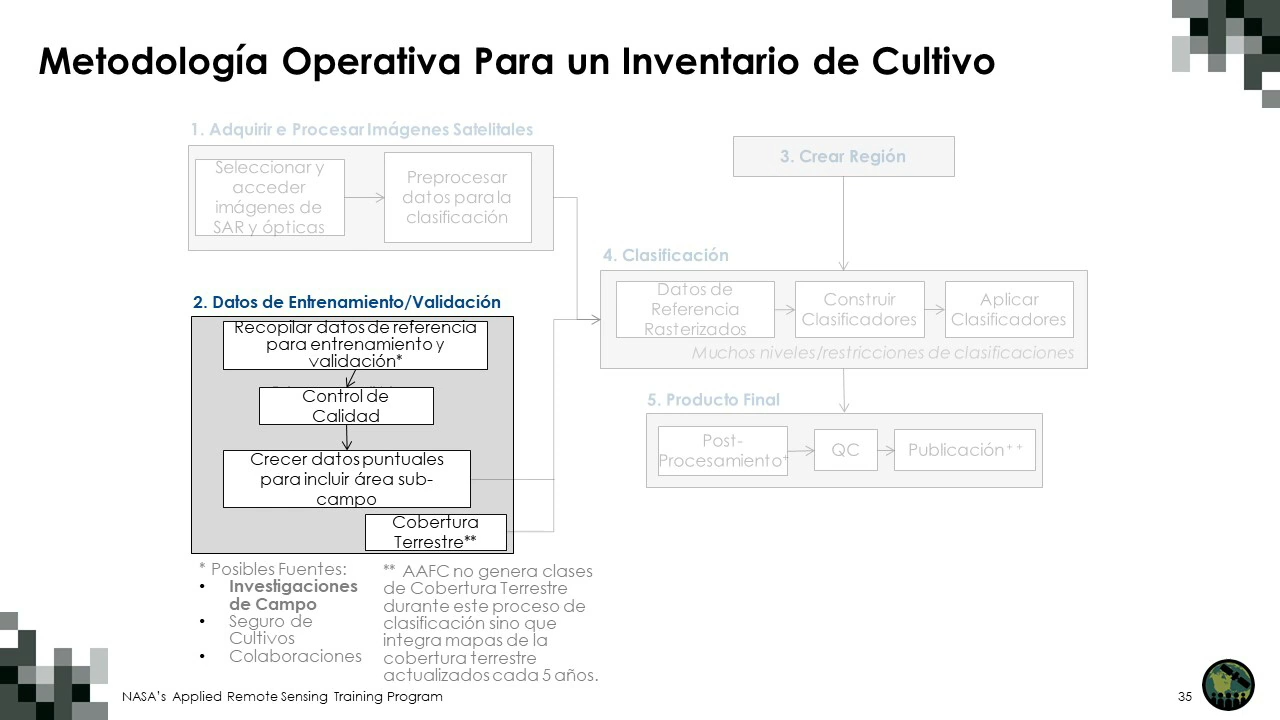 Metodología Operativa Para un Inventario de Cultivo
1. Adquirir e Procesar Imágenes Satelitales
Seleccionar y
acceder
imágenes de
SAR y ópticas
Preprocesar
datos para la
clasificación
3. Crear Región
2. Datos de Entrenamiento/Validación
Recopilar datos de referencia
para entrenamiento y
validación*
Control de
Calidad
Crecer datos puntuales
para incluir área sub-
campo
Cobertura
Terrestre**
4. Clasificación
Datos de
Referencia
Rasterizados
Construir
Clasificadores
Aplicar
Clasificadores
Muchos niveles/restricciones de clasificaciones
5. Producto Final
Post-
Procesamiento⁺
QC
Publicación⁺ ⁺
* Posibles Fuentes:
• Investigaciones
de Campo
• Seguro de
Cultivos
• Colaboraciones
** AAFC no genera clases
de Cobertura Terrestre
durante este proceso de
clasificación sino que
integra mapas de la
cobertura terrestre
actualizados cada 5 años.
NASA's Applied Remote Sensing Training Program
35